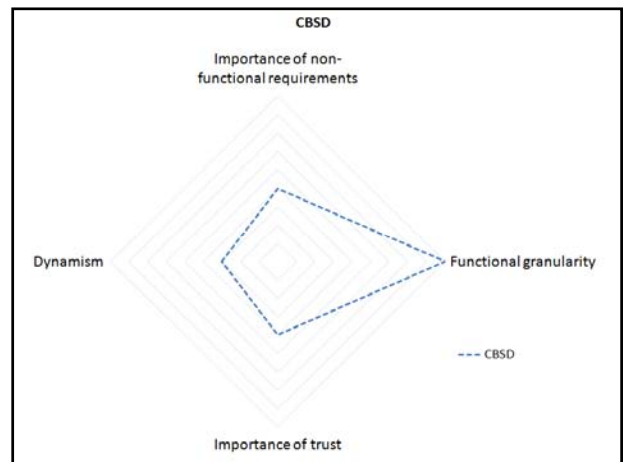 CBSD
Importance of non-
functional requirements
Dynamism
Functional granularity
CBSD
Importance of trust